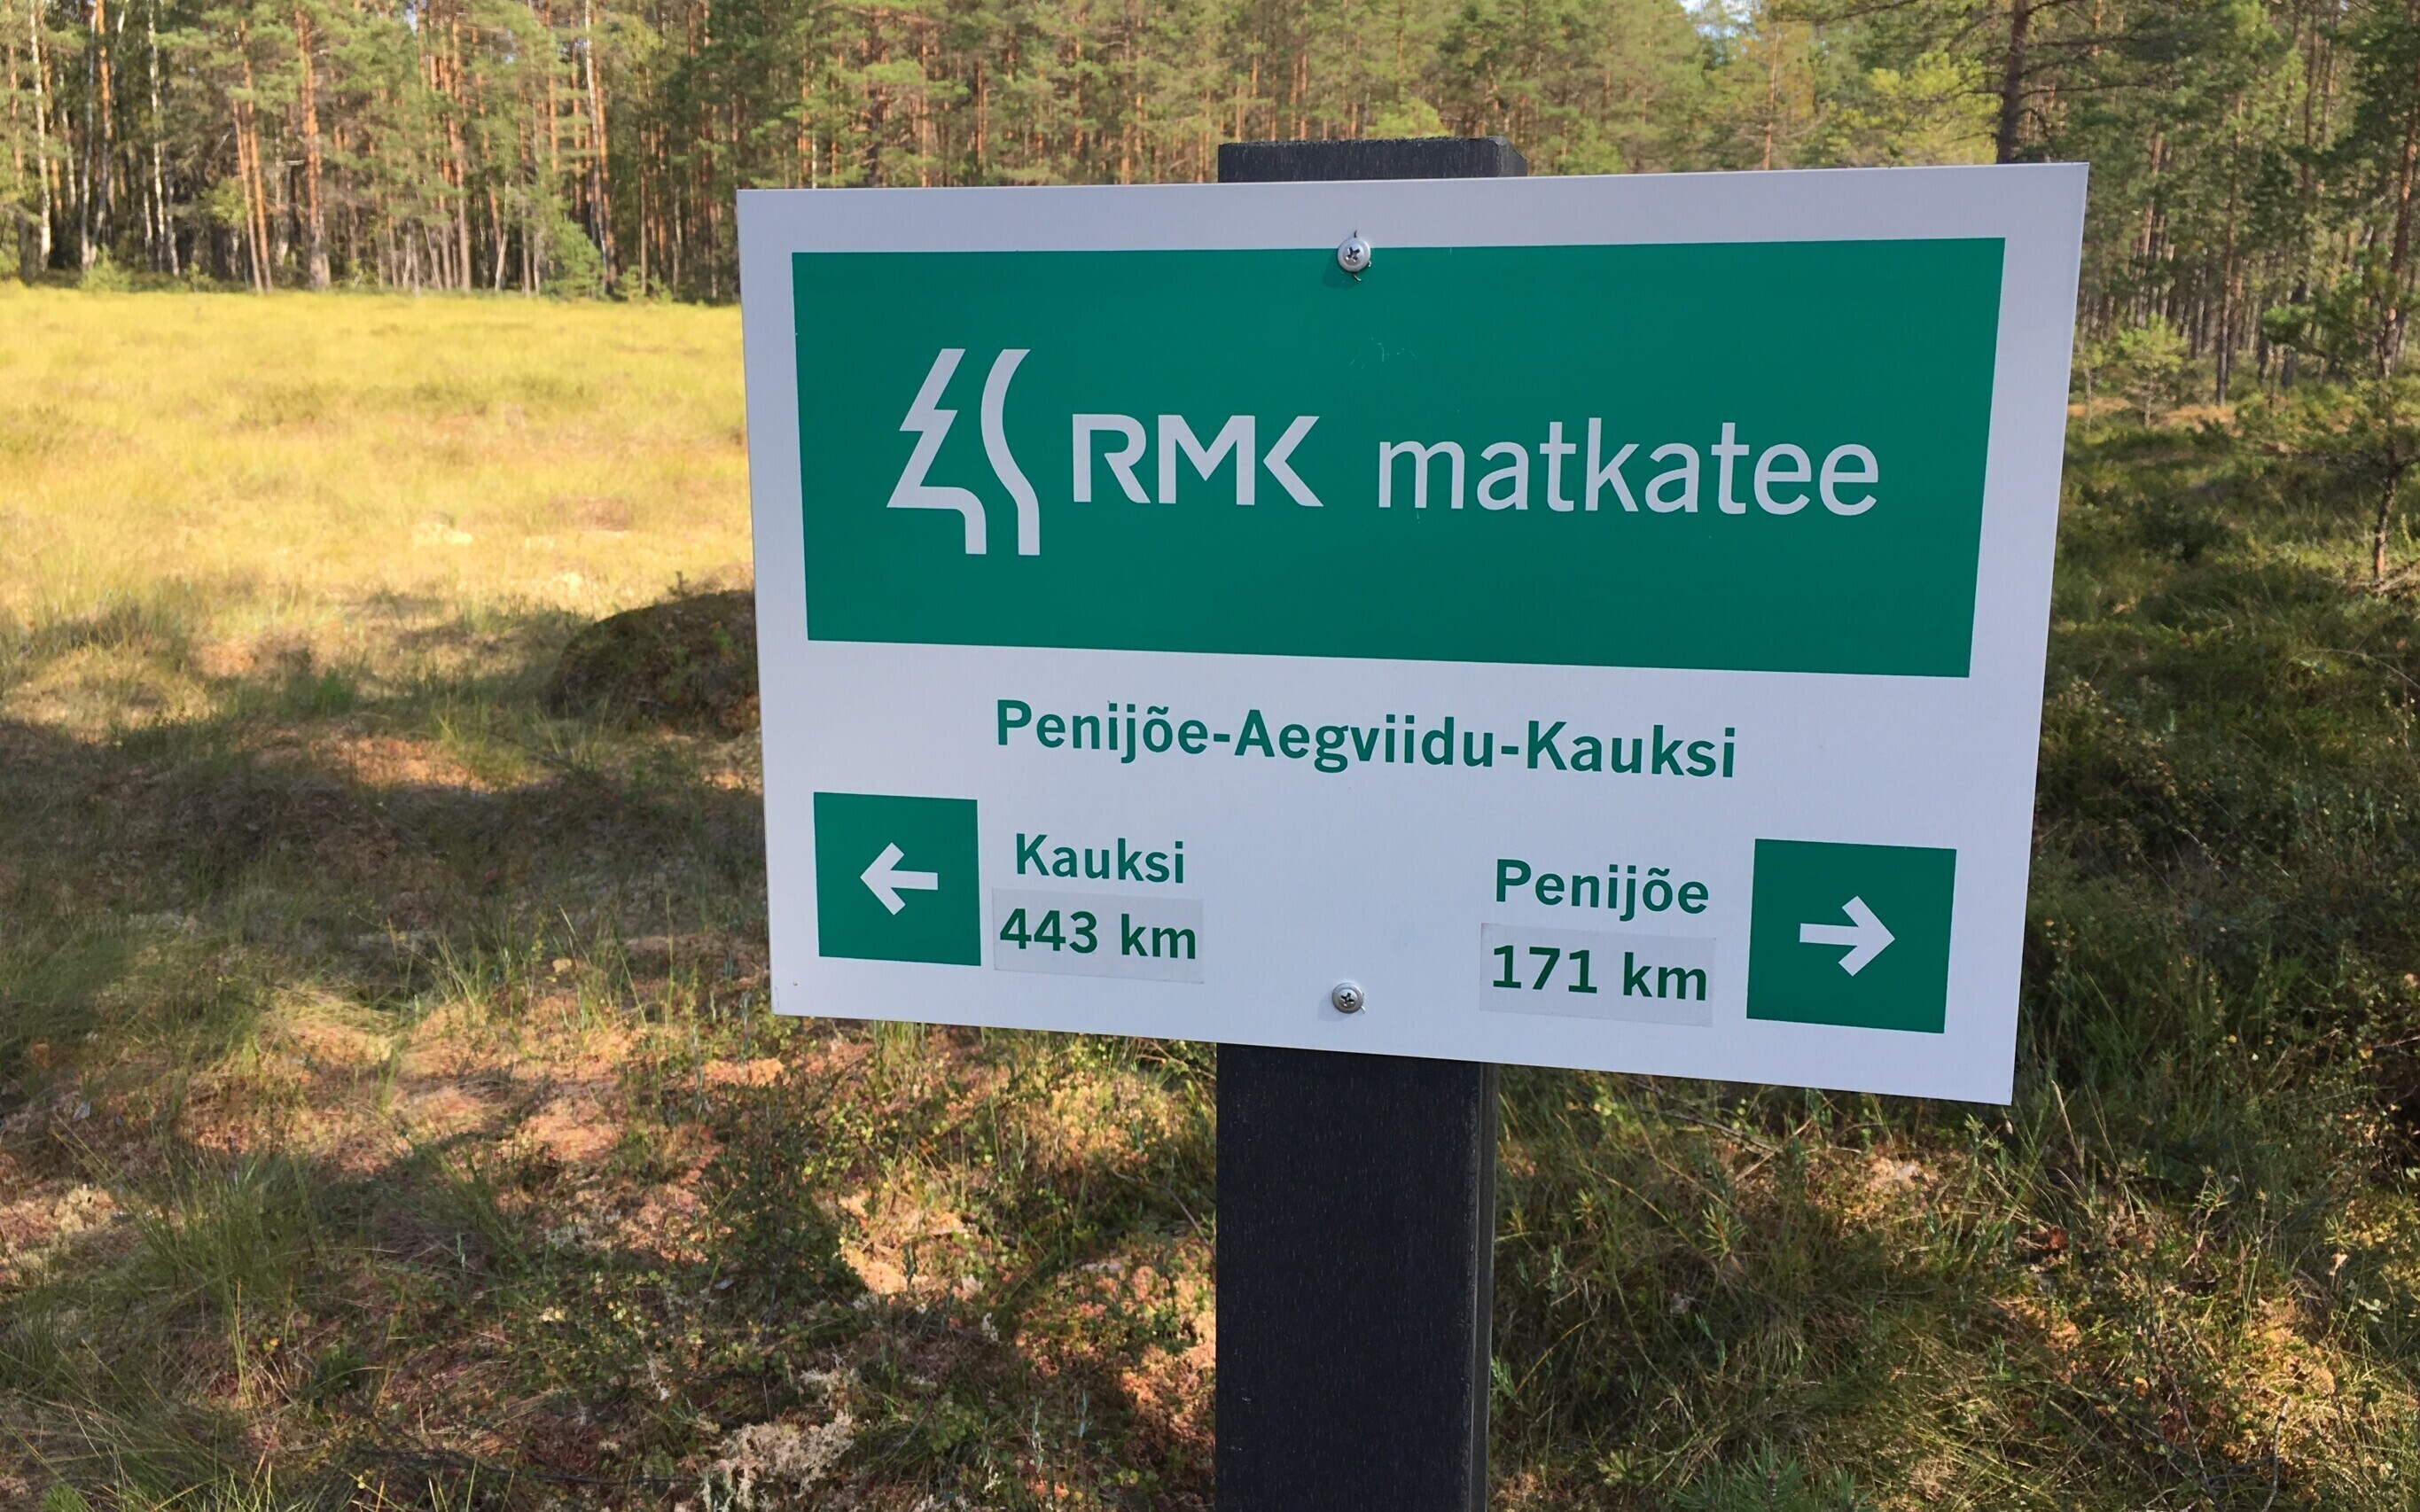 RMK matkatee
Penijõe-Aegviidu-Kauksi
Kauksi
443 km
Penijõe
171 km